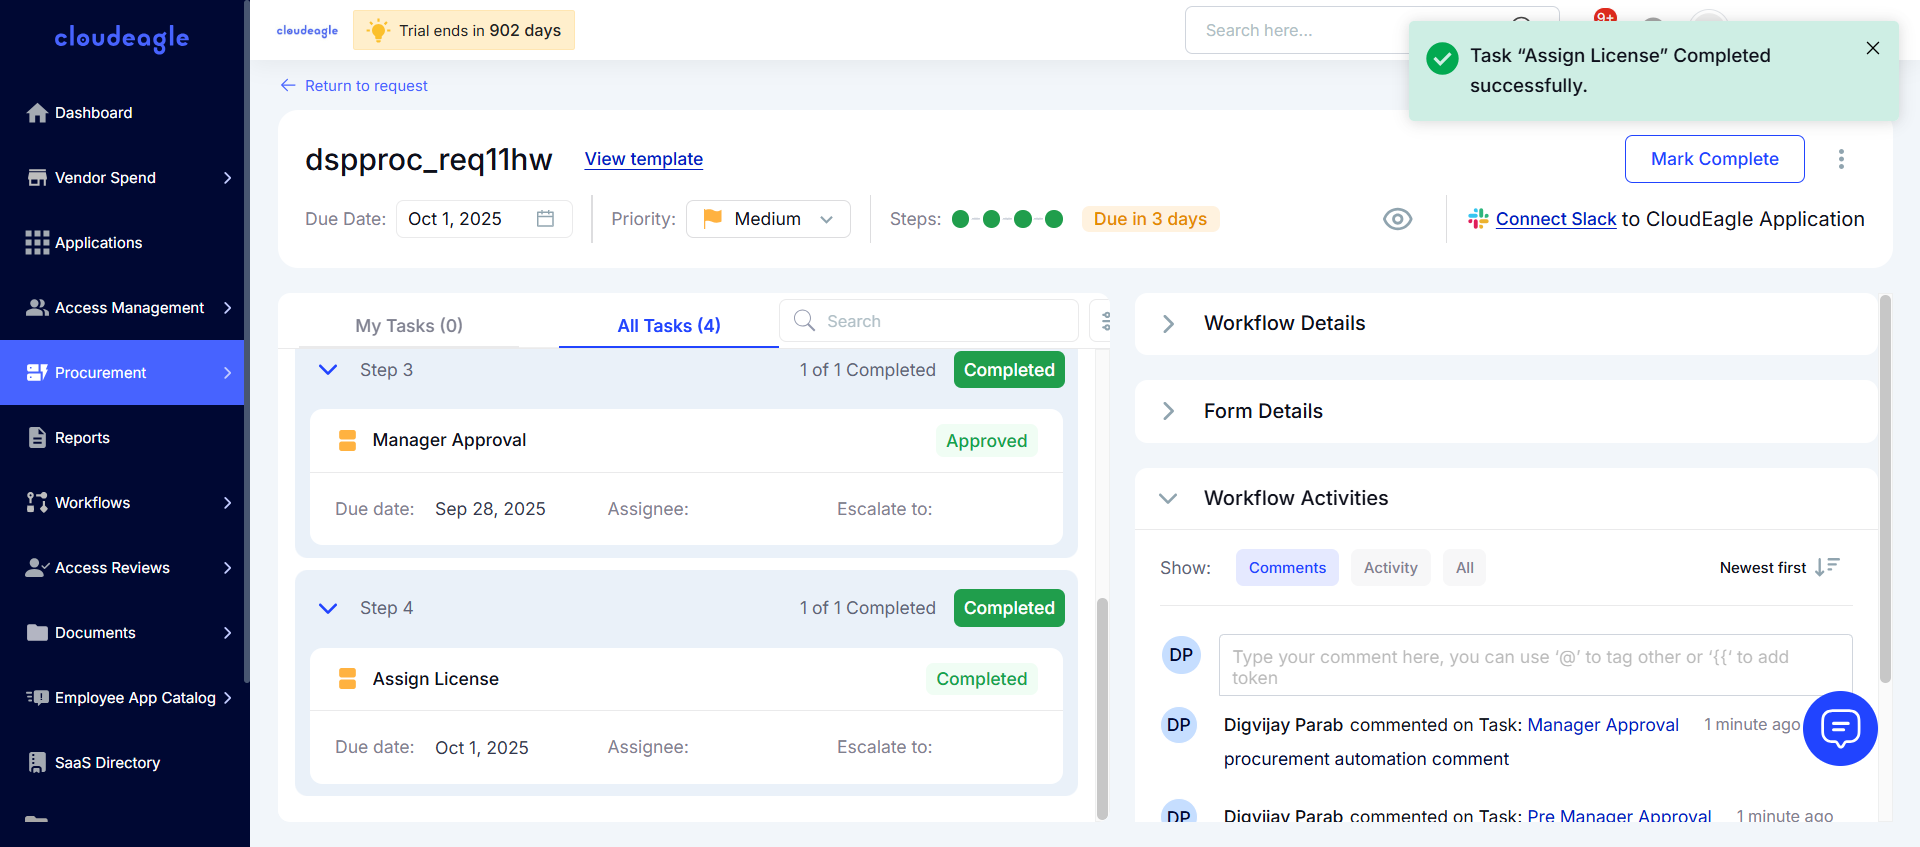 cloudeagle
Dashboard
Vendor Spend
Applications
Access Management
Procurement
Reports
Workflows
Access Reviews
Documents
Employee App Catalog
SaaS Directory
cloudeagle
Trial ends in 902 days
Search here...
9+
Task “Assign License” Completed
successfully.
Return to request
dspproc_req11hw
View template
Mark Complete
Due Date:
Oct 1, 2025
Priority:
Medium
Steps:
Due in 3 days
Connect Slack to CloudEagle Application
My Tasks (0)
All Tasks (4)
Search
Step 3
1 of 1 Completed
Completed
Manager Approval
Approved
Due date:
Sep 28, 2025
Assignee:
Escalate to:
Step 4
1 of 1 Completed
Completed
Assign License
Completed
Due date:
Oct 1, 2025
Assignee:
Escalate to:
Workflow Details
Form Details
Workflow Activities
Show:
Comments
Activity
All
Newest first
DP
Type your comment here, you can use ‘@’ to tag other or ‘{{‘ to add
token
DP
Digvijay Parab commented on Task: Manager Approval
1 minute ago
procurement automation comment
DP
Digvijay Parab commented on Task: Pre Manager Approval
1 minute ago